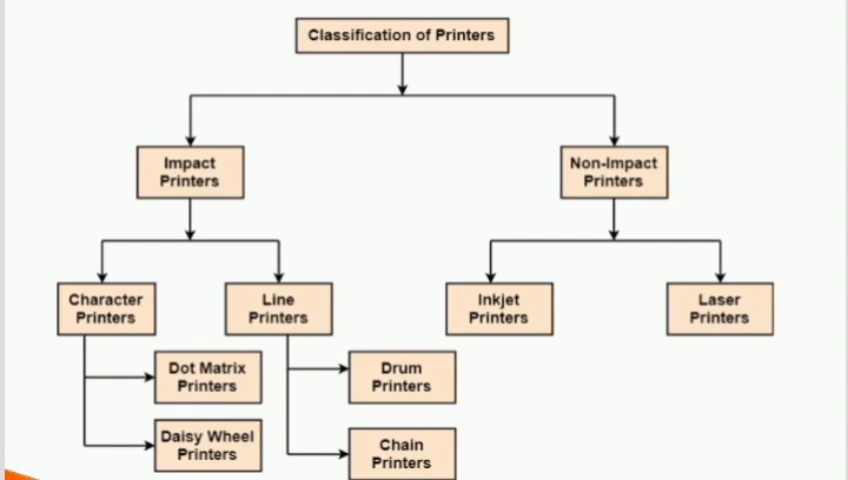 Classification of Printers
Impact
Printers
Non-Impact
Printers
Character
Printers
Line
Printers
Inkjet
Printers
Laser
Printers
Dot Matrix
Printers
Drum
Printers
Daisy Wheel
Printers
Chain
Printers